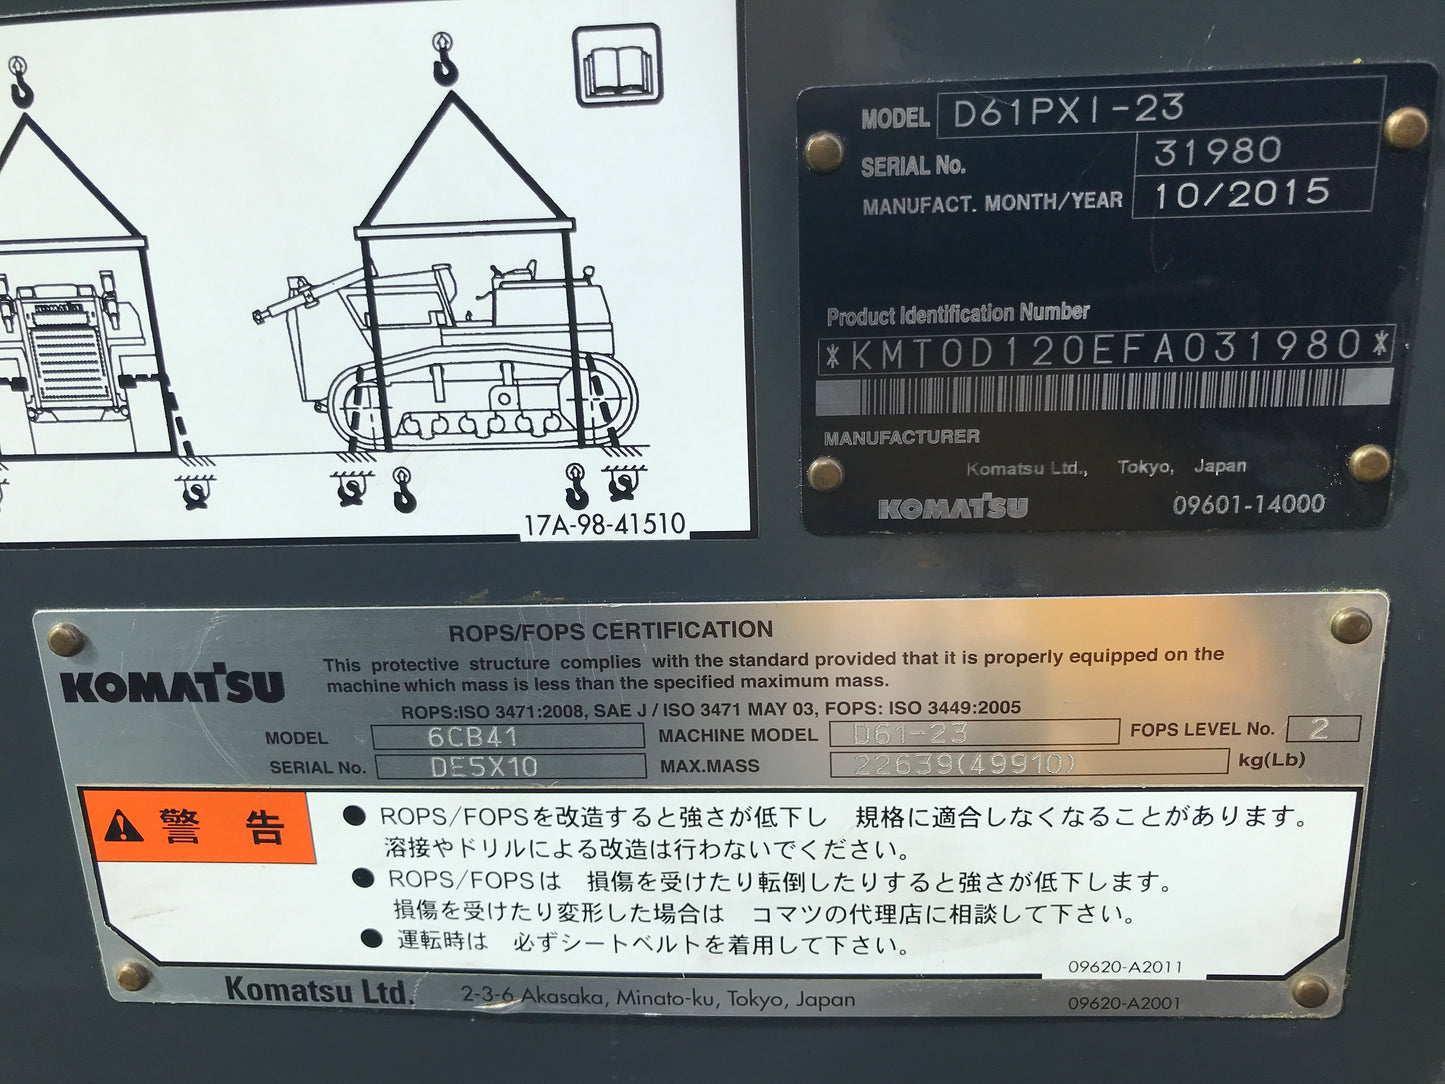 17A-98-41510
MODEL D61PXI-23
SERIAL No. 31980
MANUFACT. MONTH/YEAR 10/2015
Product Identification Number
*KMT0D120EFA031980*
MANUFACTURER
Komatsu Ltd., Tokyo, Japan
KOMATSU 09601-14000
ROPS/FOPS CERTIFICATION
KOMATSU
This protective structure complies with the standard provided that it is properly equipped on the
machine which mass is less than the specified maximum mass.
ROPS:ISO 3471:2008, SAE J / ISO 3471 MAY 03, FOPS: ISO 3449:2005
MODEL 6CB41 MACHINE MODEL D61-23 FOPS LEVEL No. 2
SERIAL No. DE5X10 MAX.MASS 22639(49910) kg(Lb)
警 告
● ROPS/FOPSを改造すると強さが低下し 規格に適合しなくなることがあります。
溶接やドリルによる改造は行わないでください。
● ROPS/FOPSは 損傷を受けたり転倒したりすると強さが低下します。
損傷を受けたり変形した場合は コマツの代理店に相談して下さい。
● 運転時は 必ずシートベルトを着用して下さい。
09620-A2011
Komatsu Ltd. 2-3-6 Akasaka, Minato-ku, Tokyo, Japan 09620-A2001